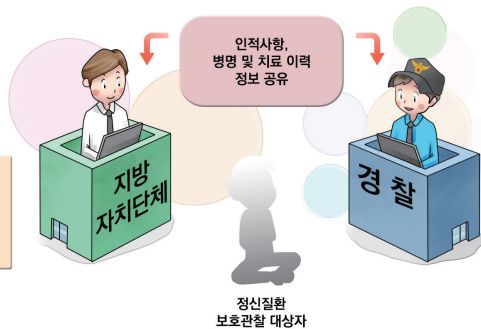 인적사항,
병명 및 치료 이력
정보 공유
지방
자치단체
경찰
정신질환
보호관찰 대상자